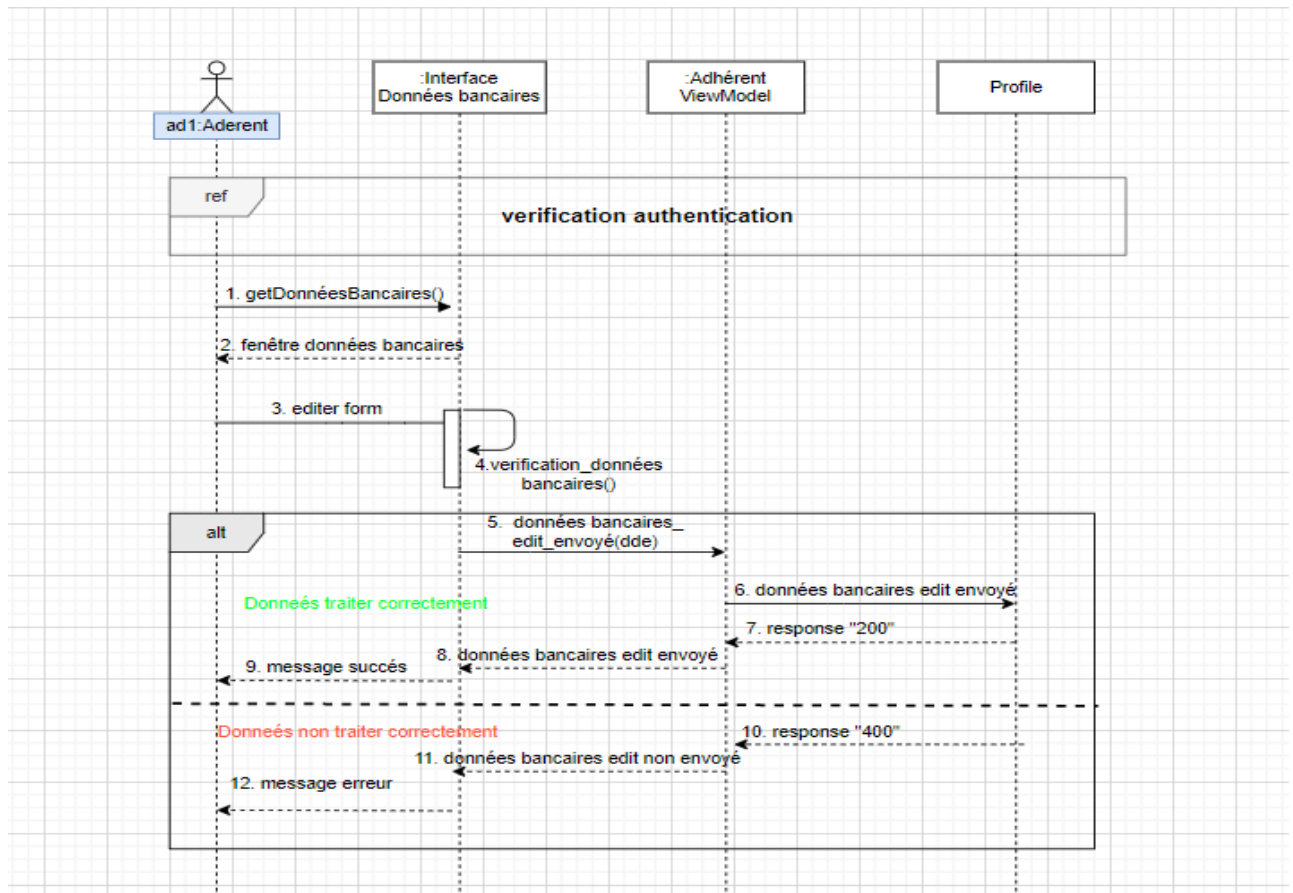 :Interface
Données bancaires
:Adhérent
ViewModel
Profile
ad1:Aderent
ref
verification authentication
1. getDonnéesBancaires()
2. fenêtre données bancaires
3. editer form
4.verification_données
bancaires()
alt
5. données bancaires_
edit_envoyé(dde)
Donneés traiter correctement
6. données bancaires edit envoyé
7. response "200"
8. données bancaires edit envoyé
9. message succés
Donneés non traiter correctement
10. response "400"
11. données bancaires edit non envoyé
12. message erreur